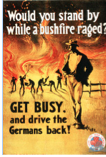 Would you stand by
while a bushfire raged?
GET BUSY,
and drive the
Germans back!